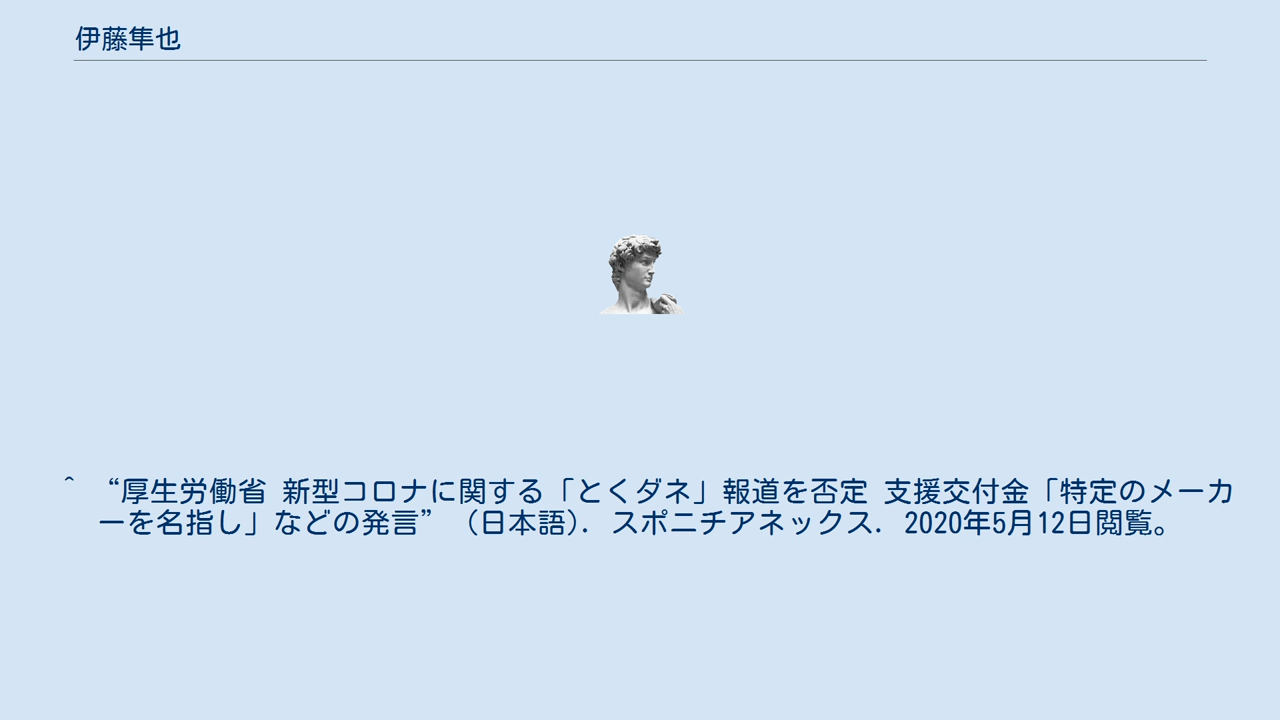 伊藤隼也
^ “厚生労働省 新型コロナに関する「とくダネ」報道を否定 支援交付金「特定のメーカ
ーを名指し」などの発言” （日本語）. スポニチアネックス. 2020年5月12日閲覧。